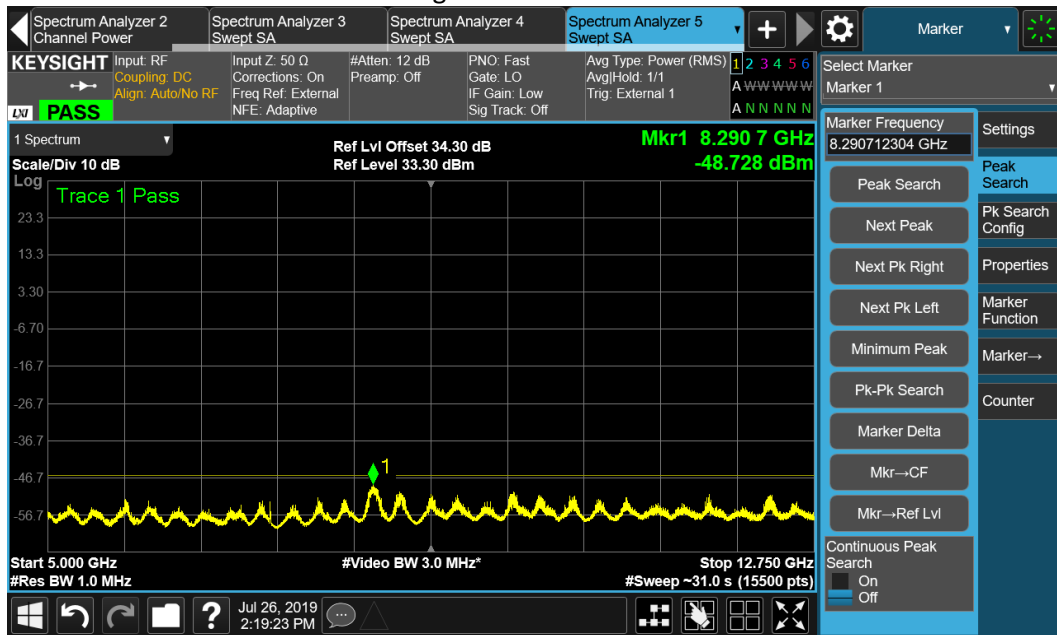 Spectrum Analyzer 2
Channel Power
Spectrum Analyzer 3
Swept SA
Spectrum Analyzer 4
Swept SA
Spectrum Analyzer 5
Swept SA
+
Marker
KEYSIGHT
LXI
PASS
Input: RF
Coupling: DC
Align: Auto/No RF
Input Z: 50 Ω
Corrections: On
Freq Ref: External
NFE: Adaptive
#Atten: 12 dB
Preamp: Off
PNO: Fast
Gate: LO
IF Gain: Low
Sig Track: Off
Avg Type: Power (RMS)
Avg|Hold: 1/1
Trig: External 1
1 2 3 4 5 6
A W W W W W
A N N N N N
Select Marker
Marker 1
1 Spectrum
Scale/Div 10 dB
Ref Lvl Offset 34.30 dB
Ref Level 33.30 dBm
Mkr1 8.290 7 GHz
-48.728 dBm
Log
Trace 1 Pass
23.3
13.3
3.30
-6.70
-16.7
-26.7
-36.7
-46.7
-56.7
1
Start 5.000 GHz
#Res BW 1.0 MHz
#Video BW 3.0 MHz*
Stop 12.750 GHz
#Sweep ~31.0 s (15500 pts)
Marker Frequency
8.290712304 GHz
Peak Search
Next Peak
Next Pk Right
Next Pk Left
Minimum Peak
Pk-Pk Search
Marker Delta
Mkr→CF
Mkr→Ref Lvl
Continuous Peak
Search
On
Off
Settings
Peak
Search
Pk Search
Config
Properties
Marker
Function
Marker→
Counter
?
Jul 26, 2019
2:19:23 PM